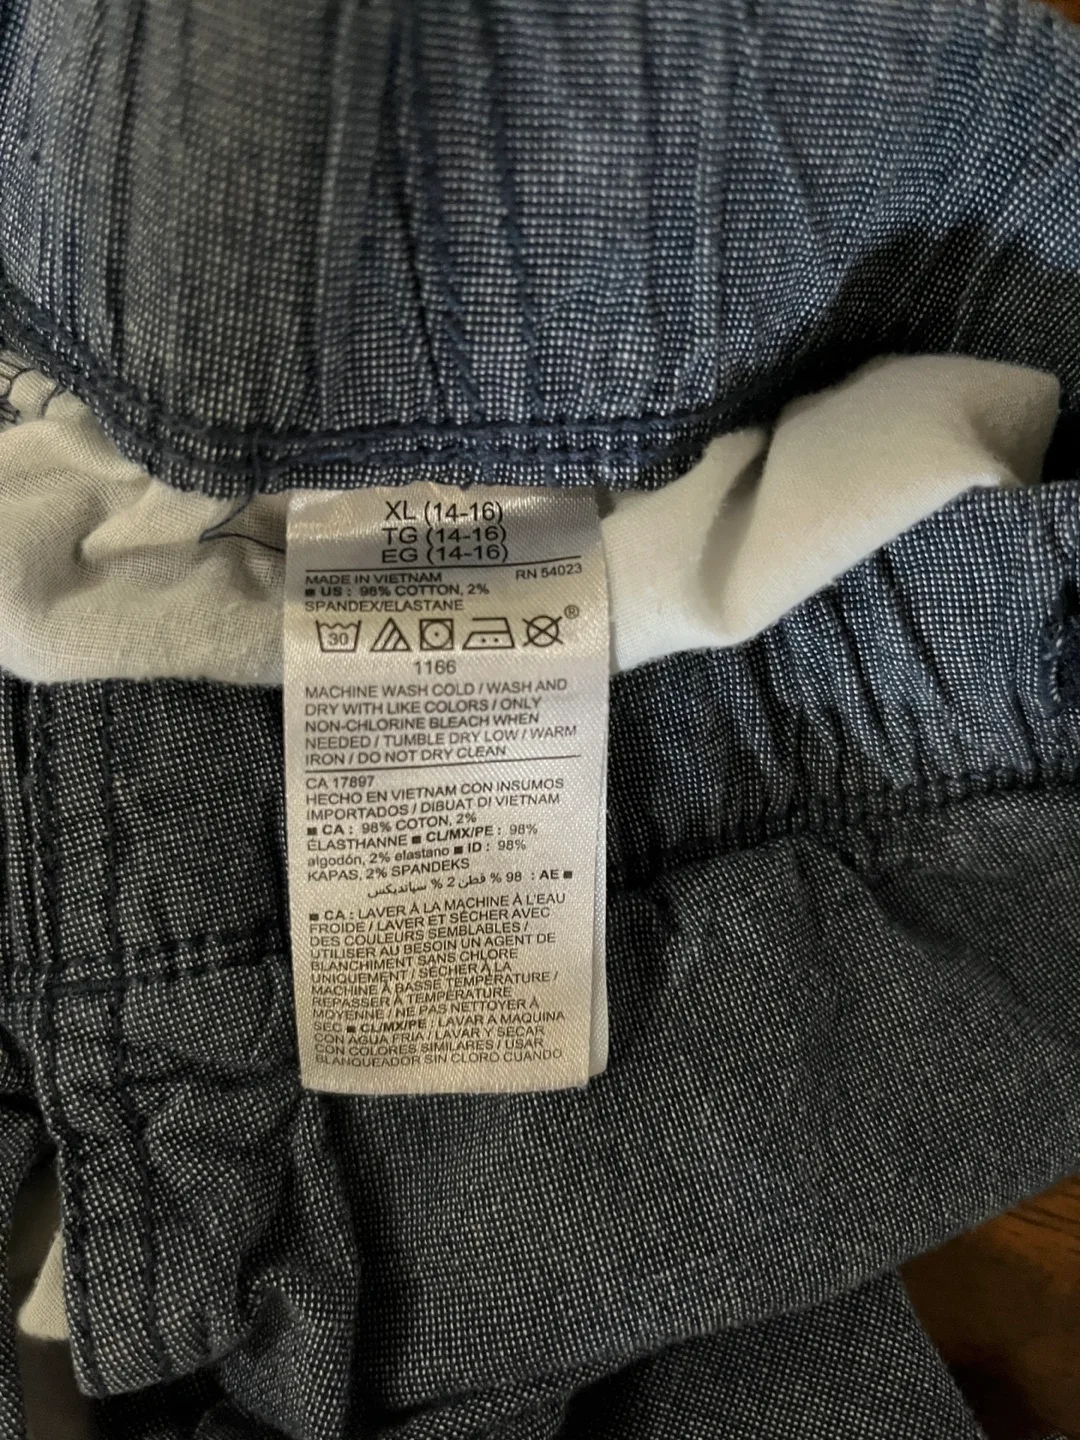 XL (14-16)
TG (14-16)
EG (14-16)
MADE IN VIETNAM RN 54023
■ US : 98% COTTON, 2%
SPANDEX/ELASTANE
30 ®
1166
MACHINE WASH COLD / WASH AND
DRY WITH LIKE COLORS / ONLY
NON-CHLORINE BLEACH WHEN
NEEDED / TUMBLE DRY LOW / WARM
IRON / DO NOT DRY CLEAN
CA 17897
HECHO EN VIETNAM CON INSUMOS
IMPORTADOS / DIBUAT DI VIETNAM
■ CA : 98% COTON, 2%
ÉLASTHANNE ■ CL/MX/PE : 98%
algodón, 2% elastano ■ ID : 98%
KAPAS, 2% SPANDEKS
■ AE : 98 % قطن 2 % سباندیكس
■ CA : LAVER À LA MACHINE À L'EAU
FROIDE / LAVER ET SÉCHER AVEC
DES COULEURS SEMBLABLES /
UTILISER AU BESOIN UN AGENT DE
BLANCHIMENT SANS CHLORE
UNIQUEMENT / SÉCHER À LA
MACHINE À BASSE TEMPÉRATURE /
REPASSER À TEMPÉRATURE
MOYENNE / NE PAS NETTOYER À
SEC ■ CL/MX/PE : LAVAR A MAQUINA
CON AGUA FRIA / LAVAR Y SECAR
CON COLORES SIMILARES / USAR
BLANQUEADOR SIN CLORO CUANDO